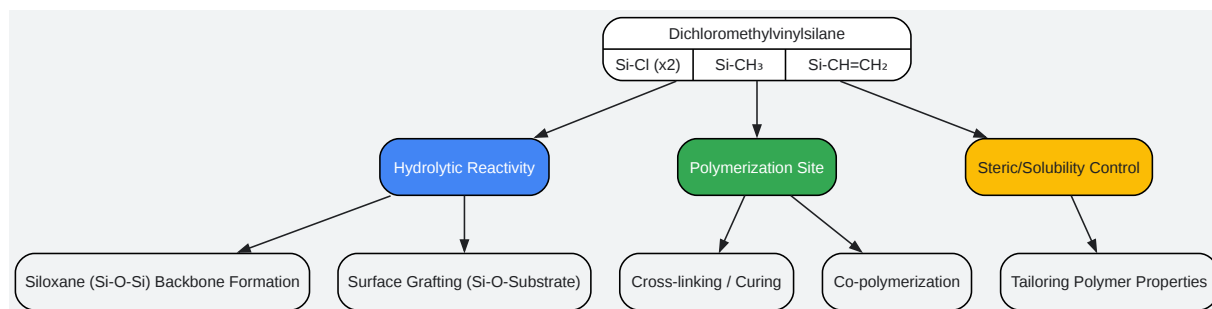 Dichloromethylvinylsilane
Si-Cl (x2)
Si-CH₃
Si-CH=CH₂
Hydrolytic Reactivity
Polymerization Site
Steric/Solubility Control
Siloxane (Si-O-Si) Backbone Formation
Surface Grafting (Si-O-Substrate)
Cross-linking / Curing
Co-polymerization
Tailoring Polymer Properties